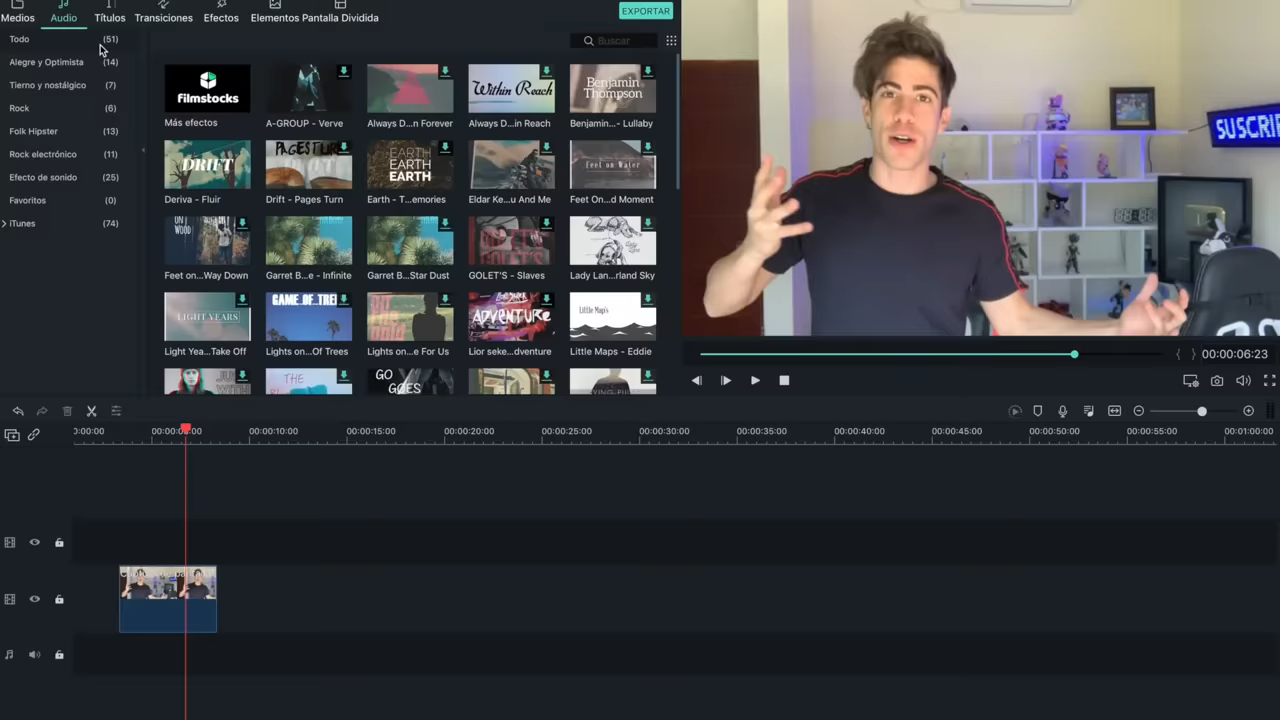 Medios Audio Títulos Transiciones Efectos Elementos Pantalla Dividida EXPORTAR
Todo (51)
Alegre y Optimista (14)
Tierno y nostálgico (7)
Rock (6)
Folk Hipster (13)
Rock electrónico (11)
Efecto de sonido (25)
Favoritos (0)
iTunes (74)
Buscar
filmstocks
Within Reach
Benjamin
Thompson
Más efectos
A-GROUP - Verve
Always D...n Forever
Always D...in Reach
Benjamin...- Lullaby
DRIFT
PAGES TURN
EARTH
EARTH
EARTH
Feet on Water
Deriva - Fluir
Drift - Pages Turn
Earth - T...emories
Eldar Ke...u And Me
Feet On...d Moment
WOOD
GOLET'S
Feet on...Way Down
Garret B...e - Infinite
Garret B...Star Dust
GOLET'S - Slaves
Lady Lan...rland Sky
LIGHT YEARS
GAME OF TREE
ADVENTURE
Little Map's
Light Yea...Take Off
Lights on...Of Trees
Lights on...e For Us
Lior seke...dventure
Little Maps - Eddie
THE
GO
GOES
SUSCRI
00:00:06:23
0:00:00 00:00:10:00 00:00:15:00 00:00:20:00 00:00:25:00 00:00:30:00 00:00:35:00 00:00:40:00 00:00:45:00 00:00:50:00 00:00:55:00 00:01:00:00